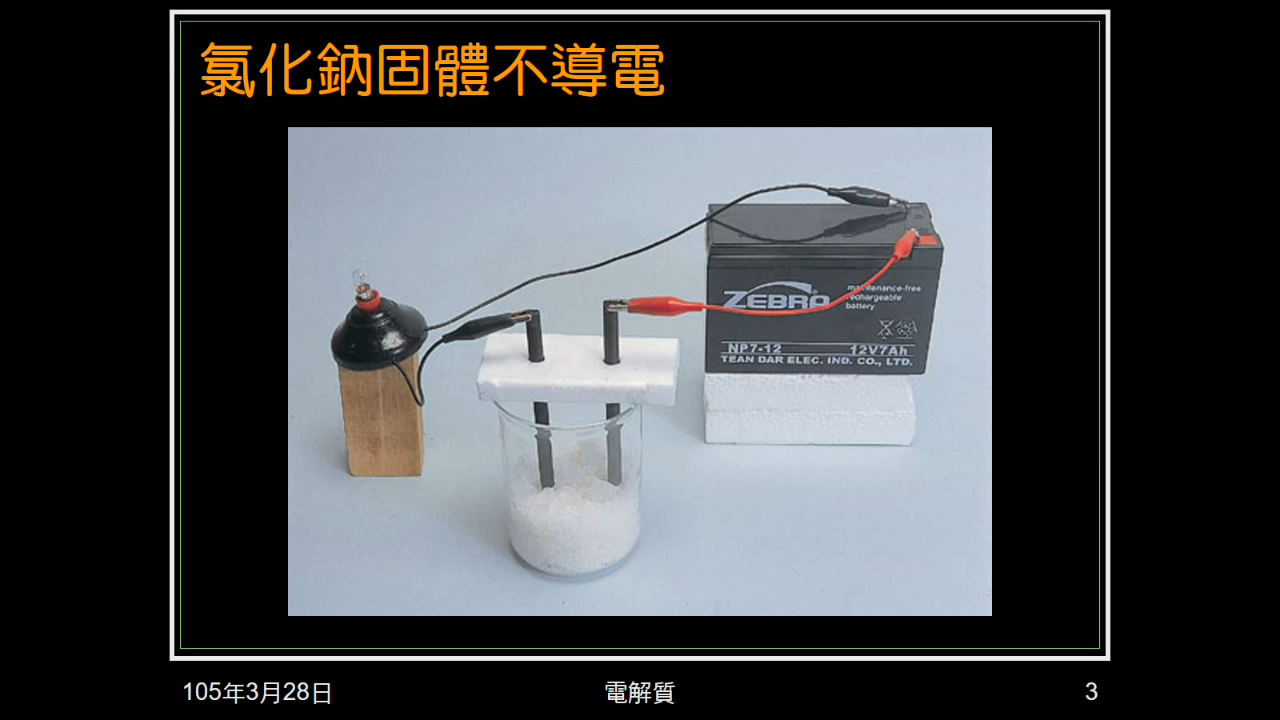 氯化鈉固體不導電
ZEBRA
maintenance-free
rechargeable
battery
NP7-12 12V7Ah
TEAN DAR ELEC. IND. CO., LTD.
105年3月28日 電解質 3